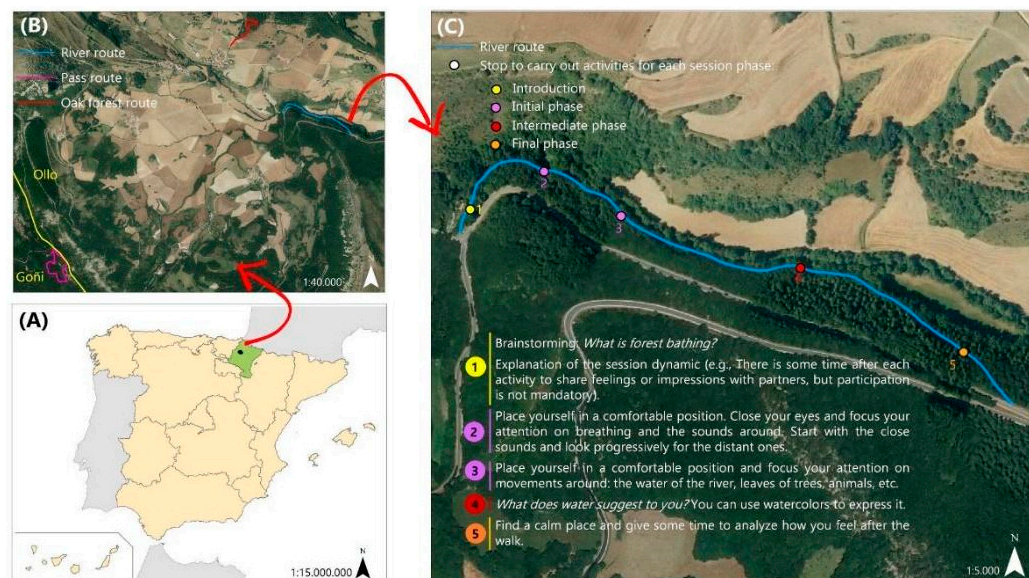 (B)
River route
Pass route
Oak forest route
Ollo
Goñi
1:40.000
(A)
N
1:15.000.000
(C)
River route
Stop to carry out activities for each session phase:
Introduction
Initial phase
Intermediate phase
Final phase
1
2
3
4
5
Brainstorming: What is forest bathing?
1
Explanation of the session dynamic (e.g., There is some time after each
activity to share feelings or impressions with partners, but participation
is not mandatory).
2
Place yourself in a comfortable position. Close your eyes and focus your
attention on breathing and the sounds around. Start with the close
sounds and look progressively for the distant ones.
3
Place yourself in a comfortable position and focus your attention on
movements around: the water of the river, leaves of trees, animals, etc.
4
What does water suggest to you? You can use watercolors to express it.
5
Find a calm place and give some time to analyze how you feel after the
walk.
N
1:5.000